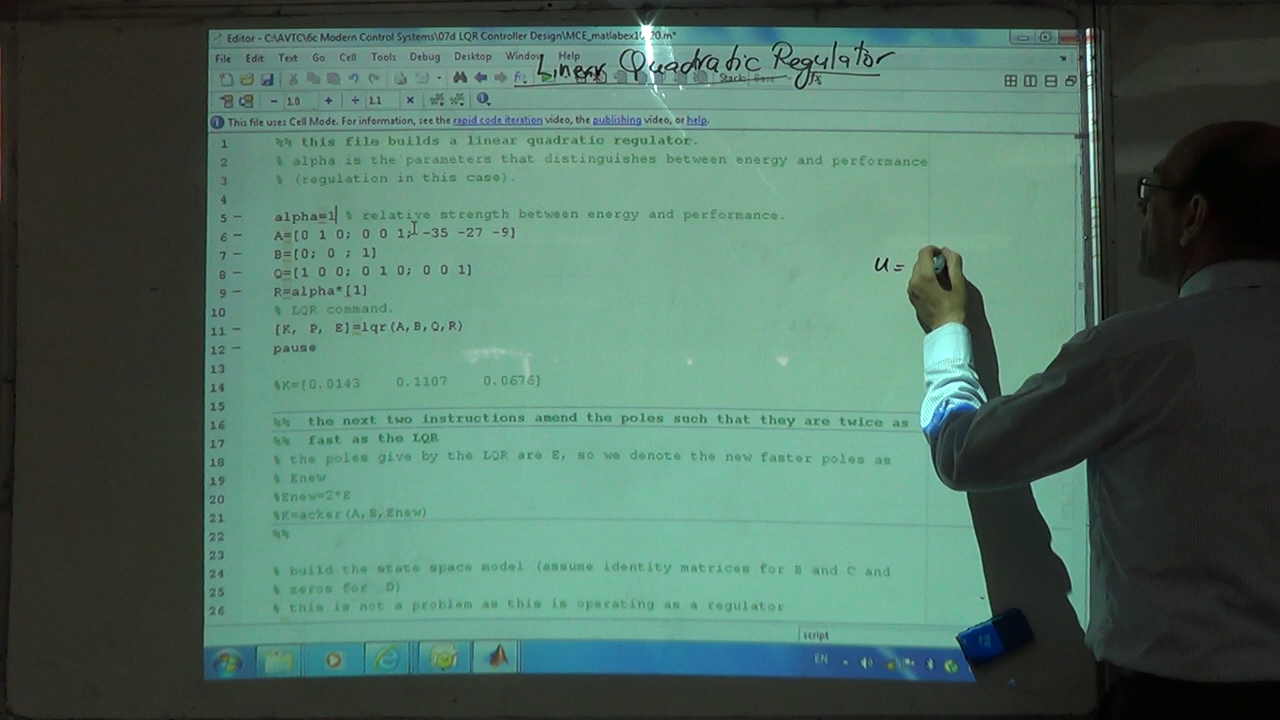 Editor - C:\AVTC\6c Modern Control Systems\07d LQR Controller Design\MCE_matlabex10_20.m*
Linear Quadratic Regulator
File Edit Text Go Cell Tools Debug Desktop Window Help
Stack: Base fx
- 1.0 + ÷ 1.1 ×
This file uses Cell Mode. For information, see the rapid code iteration video, the publishing video, or help.
1 %% this file builds a linear quadratic regulator.
2 % alpha is the parameters that distinguishes between energy and performance
3 % (regulation in this case).
4
5 - alpha=1 % relative strength between energy and performance.
6 - A=[0 1 0; 0 0 1; -35 -27 -9]
7 - B=[0; 0 ; 1]
u =
8 - Q=[1 0 0; 0 1 0; 0 0 1]
9 - R=alpha*[1]
10 % LQR command.
11 - [K, P, E]=lqr(A,B,Q,R)
12 - pause
13
14 %K=[0.0143 0.1107 0.0676]
15
16 %% the next two instructions amend the poles such that they are twice as
17 %% fast as the LQR
18 % the poles give by the LQR are E, so we denote the new faster poles as
19 % Enew
20 %Enew=2*E
21 %K=acker(A,B,Enew)
22 %%
23
24 % build the state space model (assume identity matrices for B and C and
25 % zeros for D)
26 % this is not a problem as this is operating as a regulator
script
EN